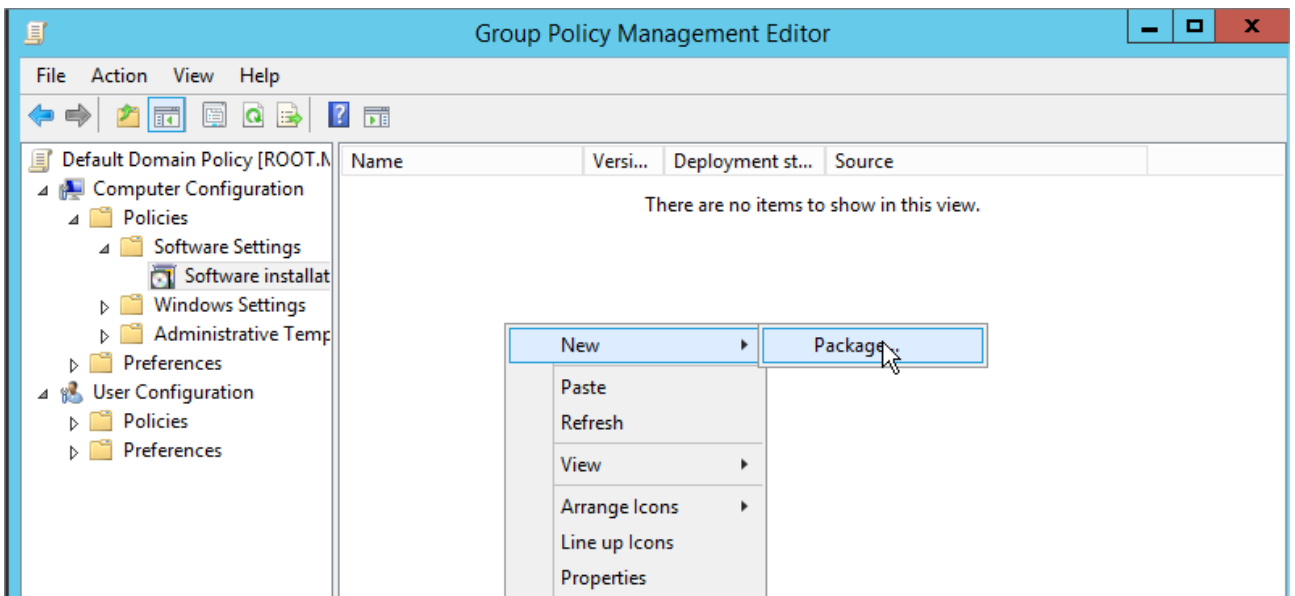 Group Policy Management Editor
File Action View Help
Default Domain Policy [ROOT.N
Computer Configuration
Policies
Software Settings
Software installat
Windows Settings
Administrative Temp
Preferences
User Configuration
Policies
Preferences
Name Versi... Deployment st... Source
There are no items to show in this view.
New
Package...
Paste
Refresh
View
Arrange Icons
Line up Icons
Properties